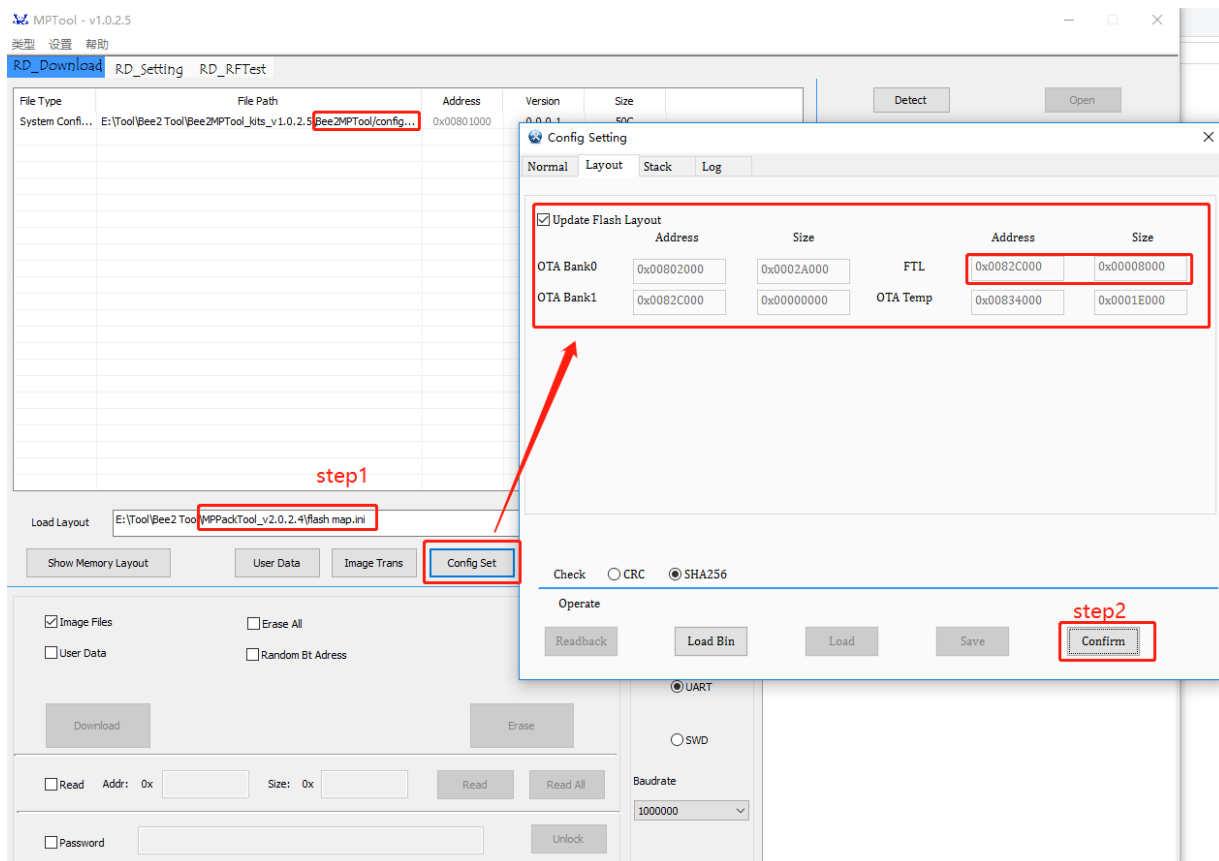 MPTool - v1.0.2.5
类型 设置 帮助
RD_Download RD_Setting RD_RFTest
File Type File Path Address Version Size
System Confi... E:\Tool\Bee2 Tool\Bee2MPTool_kits_v1.0.2.5\Bee2MPTool/config... 0x00801000 0.0.0.1 50C
Detect Open
Config Setting
Normal Layout Stack Log
Update Flash Layout
Address Size Address Size
OTA Bank0 0x00802000 0x0002A000 FTL 0x0082C000 0x00008000
OTA Bank1 0x0082C000 0x00000000 OTA Temp 0x00834000 0x0001E000
step1
Load Layout E:\Tool\Bee2 Tool\MPPackTool_v2.0.2.4\flash map.ini
Show Memory Layout User Data Image Trans Config Set
Check CRC SHA256
Operate
step2
Readback Load Bin Load Save Confirm
Image Files Erase All
User Data Random Bt Adress
UART
Download Erase
SWD
Read Addr: 0x Size: 0x Read Read All
Baudrate
1000000
Password Unlock